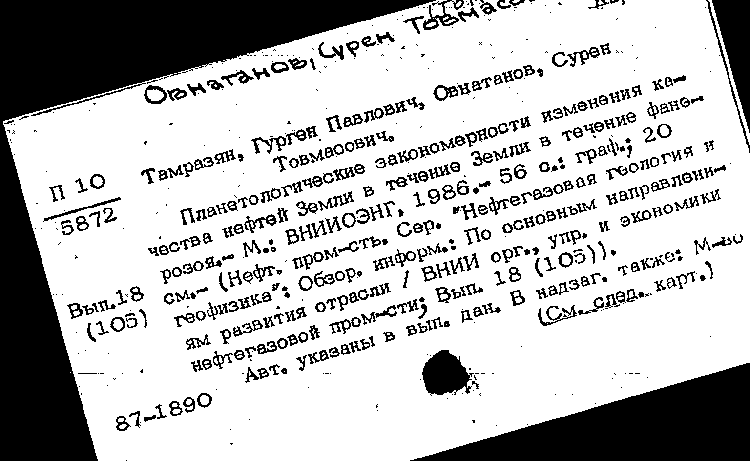 Овнатанов, Сурен Товмасо
Тамразян, Гурген Павлович, Овнатанов, Сурен
Товмасович.
П 10
5872
Вып.18
(105)
Планетологические закономерности изменения ка-
чества нефтей Земли в течение Земли в течение фане-
розоя.- М.: ВНИИОЭНГ, 1986.- 56 с.: граф.; 20
см.- (Нефт. пром-сть. Сер. "Нефтегазовая геология и
геофизика": Обзор. информ.: По основным направлени-
ям развития отрасли / ВНИИ орг., упр. и экономики
нефтегазовой пром-сти; Вып. 18 (105)).
Авт. указаны в вып. дан. В надзаг. также: М-во
(См. след. карт.)
87-1890